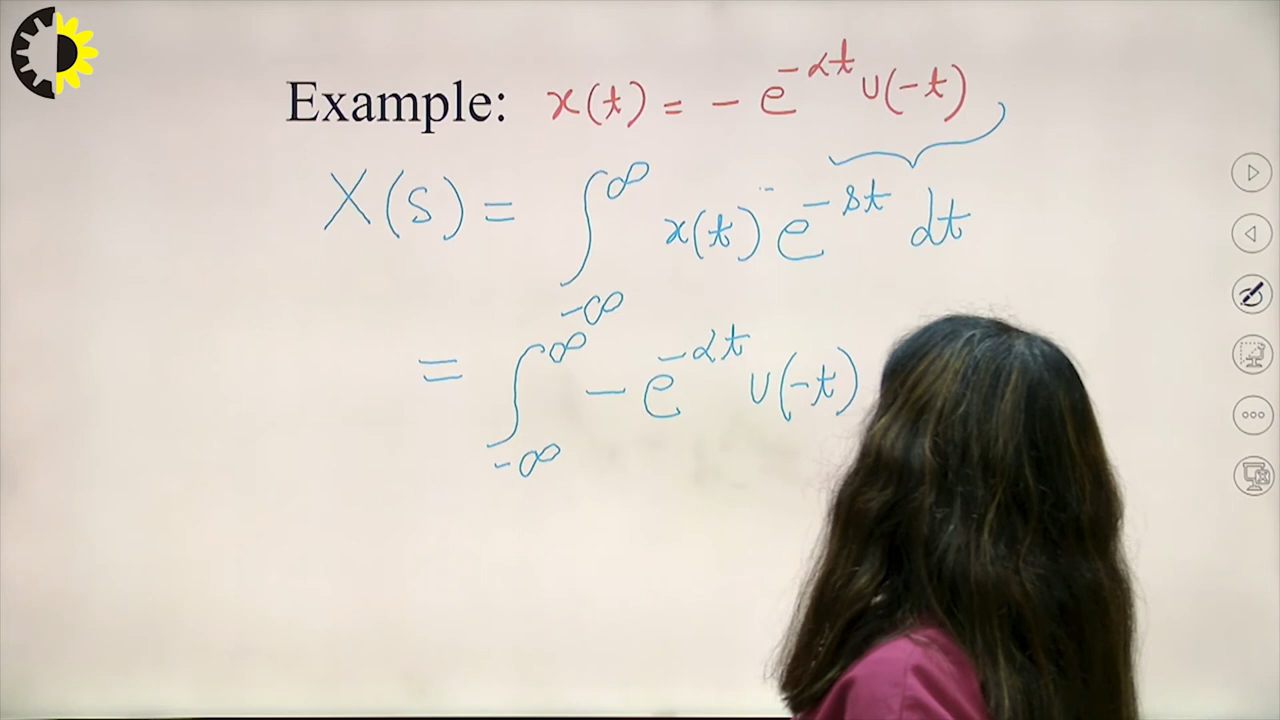 Example: x(t) = - e^{-αt} u(-t)
X(s) = ∫_{-∞}^{∞} x(t) e^{-st} dt
= ∫_{-∞}^{∞} - e^{-αt} u(-t)